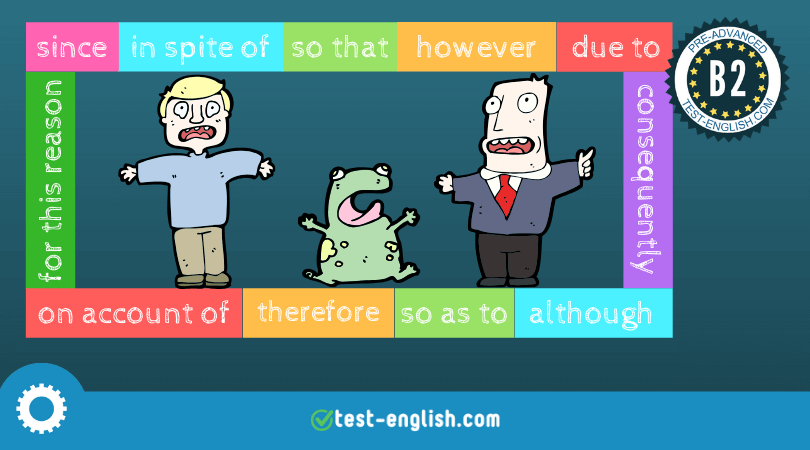 since in spite of so that however due to
PRE-ADVANCED
B2
TEST-ENGLISH.COM
for this reason
consequently
on account of therefore so as to although
test-english.com